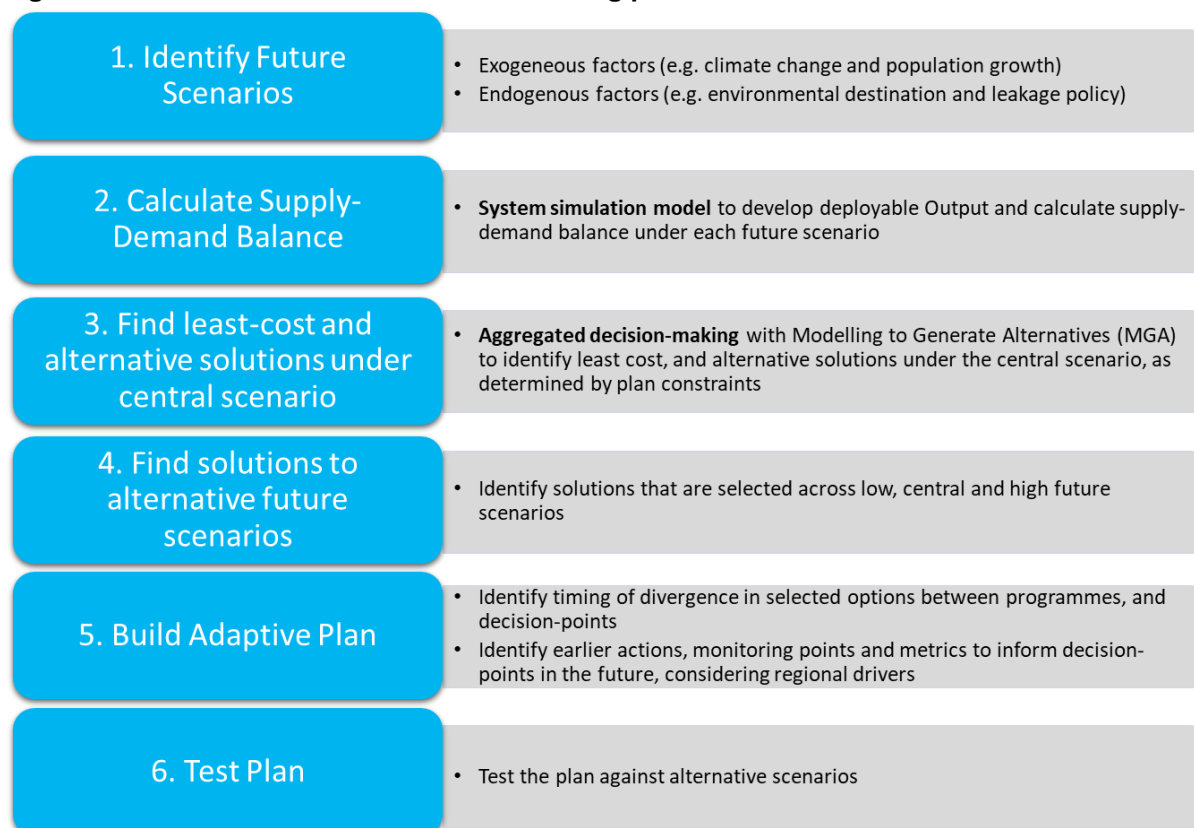 1. Identify Future
Scenarios
• Exogeneous factors (e.g. climate change and population growth)
• Endogenous factors (e.g. environmental destination and leakage policy)
2. Calculate Supply-
Demand Balance
• System simulation model to develop deployable Output and calculate supply-
demand balance under each future scenario
3. Find least-cost and
alternative solutions under
central scenario
• Aggregated decision-making with Modelling to Generate Alternatives (MGA)
to identify least cost, and alternative solutions under the central scenario, as
determined by plan constraints
4. Find solutions to
alternative future
scenarios
• Identify solutions that are selected across low, central and high future
scenarios
5. Build Adaptive Plan
• Identify timing of divergence in selected options between programmes, and
decision-points
• Identify earlier actions, monitoring points and metrics to inform decision-
points in the future, considering regional drivers
6. Test Plan
• Test the plan against alternative scenarios